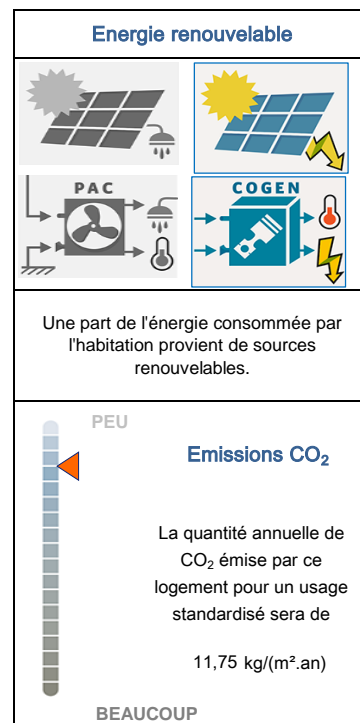 Energie renouvelable
PAC
COGEN
Une part de l'énergie consommée par
l'habitation provient de sources
renouvelables.
PEU
Emissions CO₂
La quantité annuelle de
CO₂ émise par ce
logement pour un usage
standardisé sera de
11,75 kg/(m².an)
BEAUCOUP